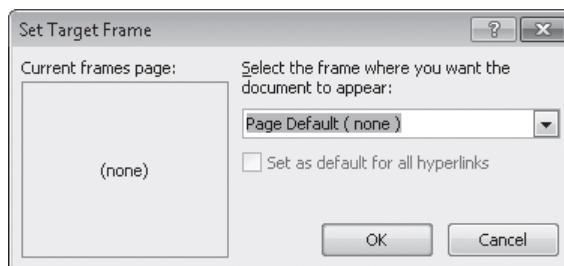 Set Target Frame
Current frames page:
(none)
Select the frame where you want the
document to appear:
Page Default ( none )
Set as default for all hyperlinks
OK
Cancel